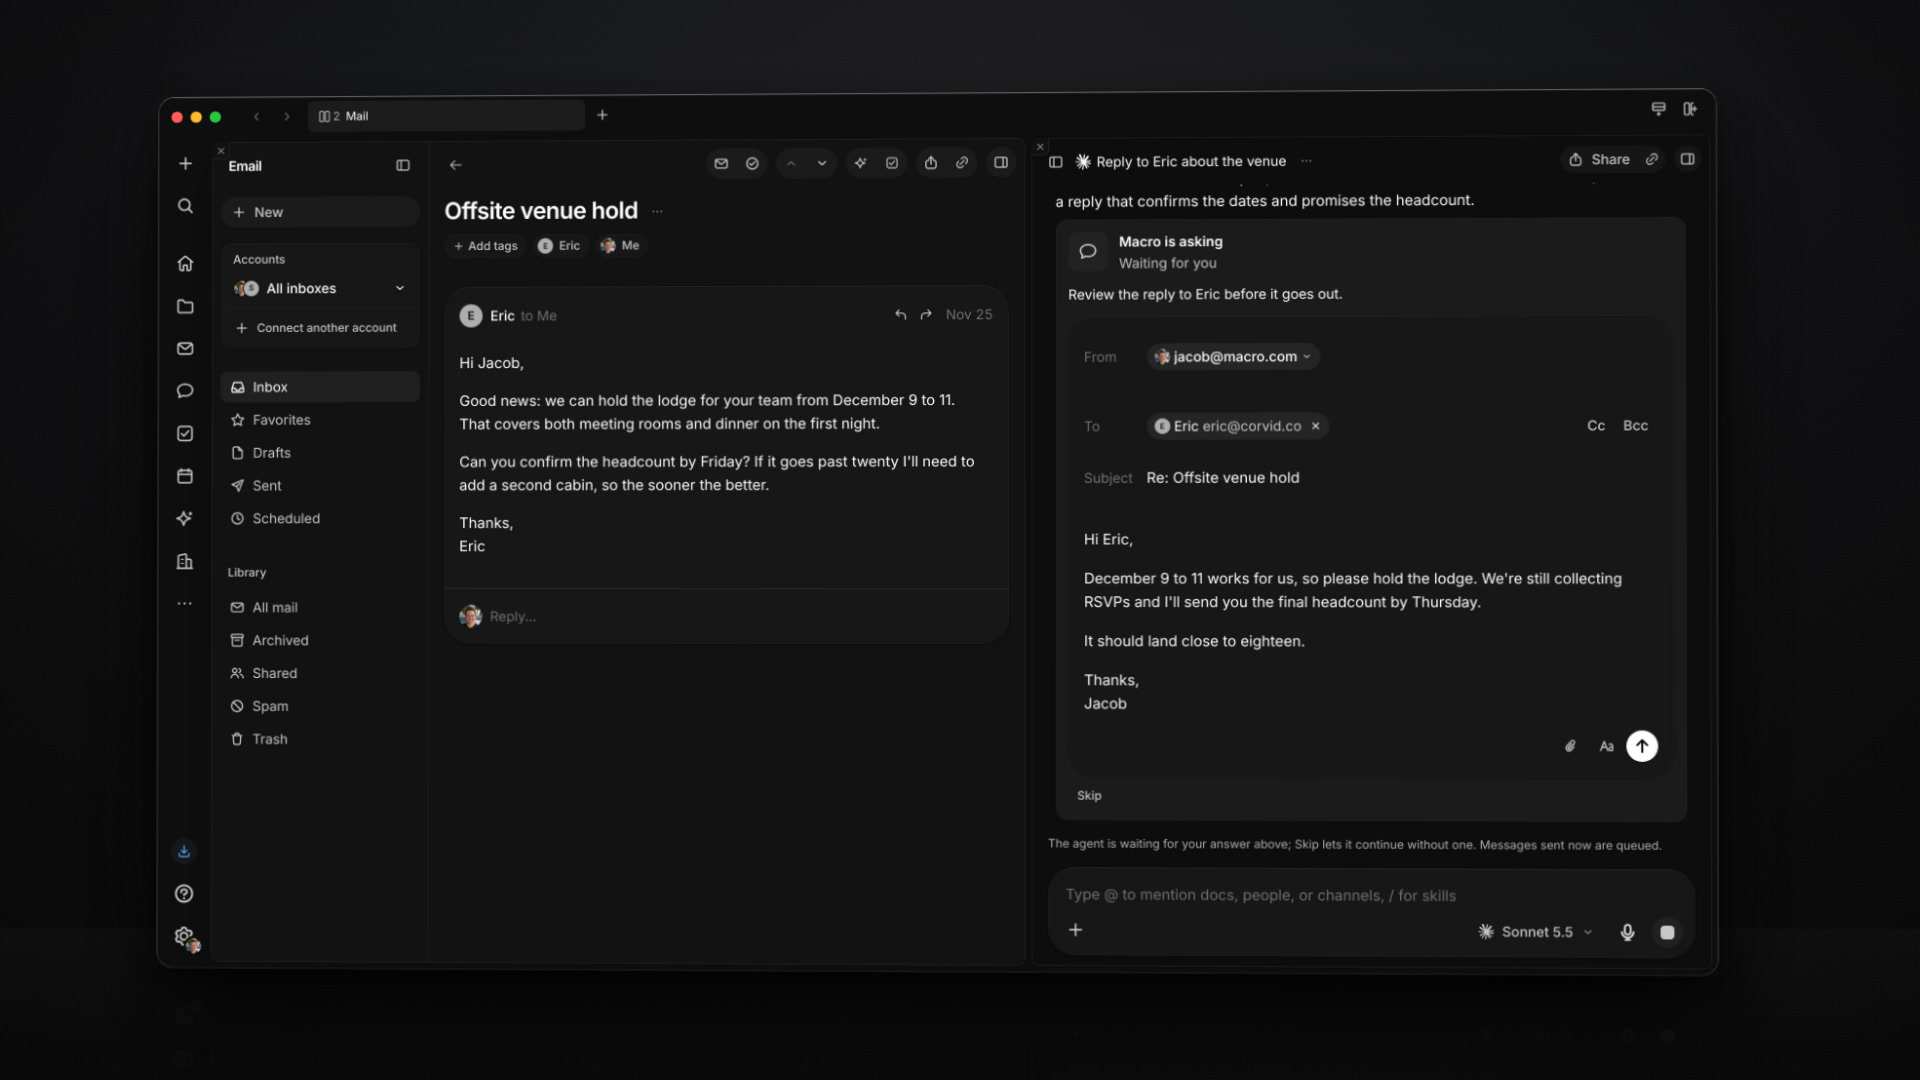 2 Mail
Email
New
Accounts
All inboxes
Connect another account
Inbox
Favorites
Drafts
Sent
Scheduled
Library
All mail
Archived
Shared
Spam
Trash
Offsite venue hold
Add tags
E Eric
Me
E Eric to Me
Nov 25
Hi Jacob,
Good news: we can hold the lodge for your team from December 9 to 11.
That covers both meeting rooms and dinner on the first night.
Can you confirm the headcount by Friday? If it goes past twenty I'll need to
add a second cabin, so the sooner the better.
Thanks,
Eric
Reply...
Reply to Eric about the venue
Share
a reply that confirms the dates and promises the headcount.
Macro is asking
Waiting for you
Review the reply to Eric before it goes out.
From jacob@macro.com
To E Eric eric@corvid.co
Cc Bcc
Subject Re: Offsite venue hold
Hi Eric,
December 9 to 11 works for us, so please hold the lodge. We're still collecting
RSVPs and I'll send you the final headcount by Thursday.
It should land close to eighteen.
Thanks,
Jacob
Aa
Skip
The agent is waiting for your answer above; Skip lets it continue without one. Messages sent now are queued.
Type @ to mention docs, people, or channels, / for skills
Sonnet 5.5